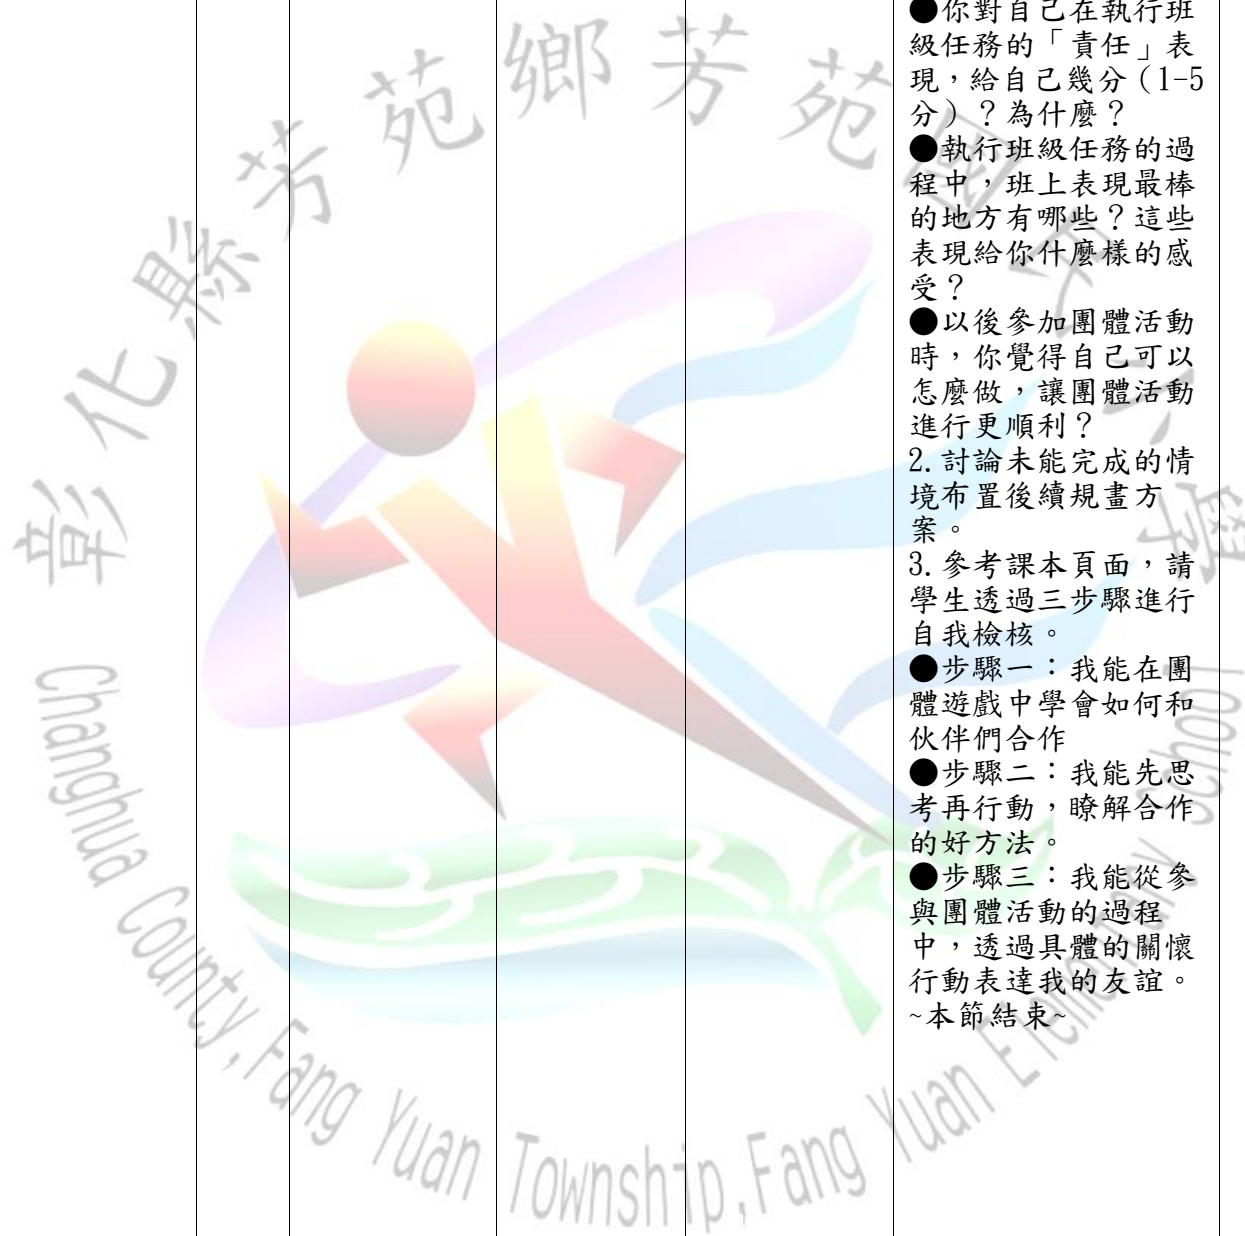 ●你對自己在執行班
級任務的「責任」表
現，給自己幾分（1-5
分）？為什麼？
●執行班級任務的過
程中，班上表現最棒
的地方有哪些？這些
表現給你什麼樣的感
受？
●以後參加團體活動
時，你覺得自己可以
怎麼做，讓團體活動
進行更順利？
2.討論未能完成的情
境布置後續規畫方
案。
3.參考課本頁面，請
學生透過三步驟進行
自我檢核。
●步驟一：我能在團
體遊戲中學會如何和
伙伴們合作
●步驟二：我能先思
考再行動，瞭解合作
的好方法。
●步驟三：我能從參
與團體活動的過程
中，透過具體的關懷
行動表達我的友誼。
~本節結束~
彰化縣芳苑鄉芳苑國民小學
Changhua County, Fang Yuan Township, Fang Yuan Elementary School